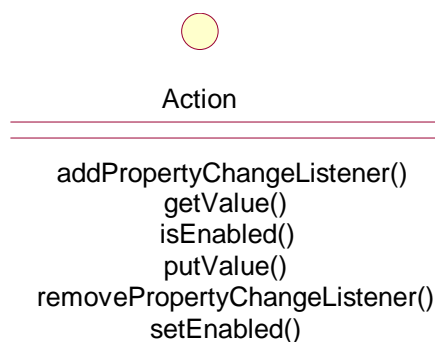 Action
addPropertyChangeListener()
getValue()
isEnabled()
putValue()
removePropertyChangeListener()
setEnabled()